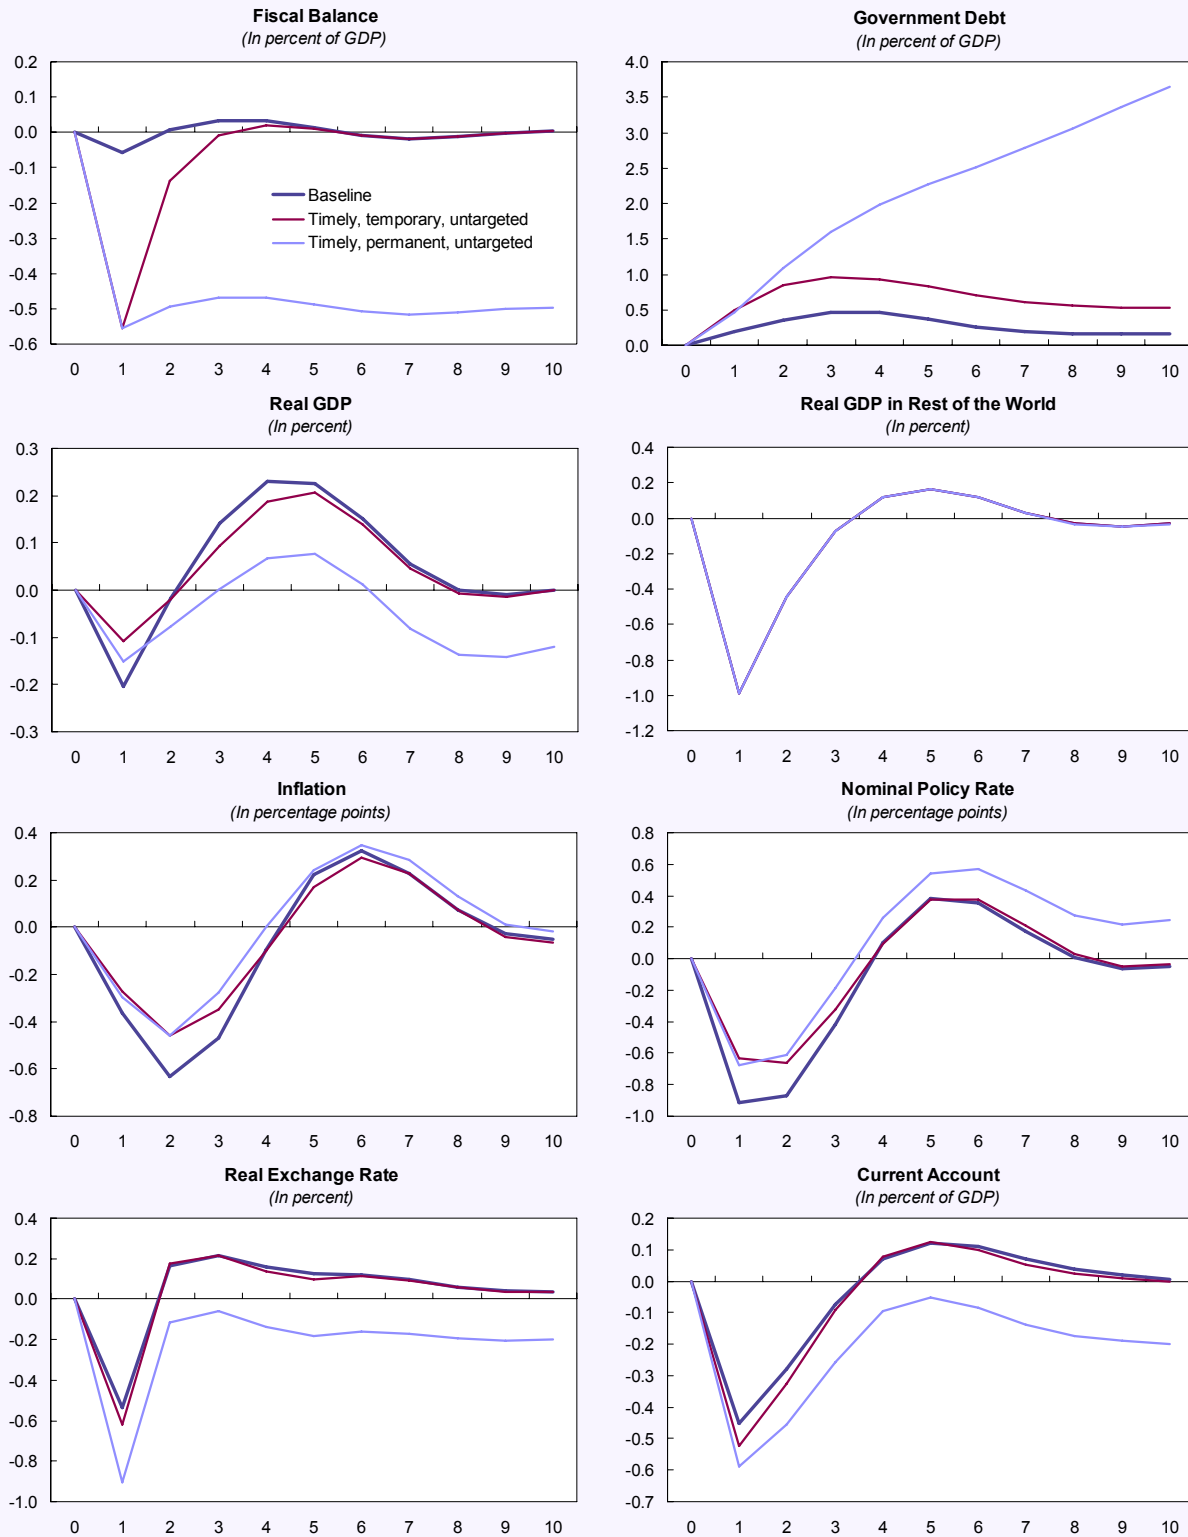 Fiscal Balance
(In percent of GDP)
0.2
0.1
0.0
-0.1
-0.2
-0.3
-0.4
-0.5
-0.6
Baseline
Timely, temporary, untargeted
Timely, permanent, untargeted
0 1 2 3 4 5 6 7 8 9 10
Government Debt
(In percent of GDP)
4.0
3.5
3.0
2.5
2.0
1.5
1.0
0.5
0.0
0 1 2 3 4 5 6 7 8 9 10
Real GDP
(In percent)
0.3
0.2
0.1
0.0
-0.1
-0.2
-0.3
0 1 2 3 4 5 6 7 8 9 10
Real GDP in Rest of the World
(In percent)
0.4
0.2
0.0
-0.2
-0.4
-0.6
-0.8
-1.0
-1.2
0 1 2 3 4 5 6 7 8 9 10
Inflation
(In percentage points)
0.4
0.2
0.0
-0.2
-0.4
-0.6
-0.8
0 1 2 3 4 5 6 7 8 9 10
Nominal Policy Rate
(In percentage points)
0.8
0.6
0.4
0.2
0.0
-0.2
-0.4
-0.6
-0.8
-1.0
0 1 2 3 4 5 6 7 8 9 10
Real Exchange Rate
(In percent)
0.4
0.2
0.0
-0.2
-0.4
-0.6
-0.8
-1.0
0 1 2 3 4 5 6 7 8 9 10
Current Account
(In percent of GDP)
0.2
0.1
0.0
-0.1
-0.2
-0.3
-0.4
-0.5
-0.6
-0.7
0 1 2 3 4 5 6 7 8 9 10